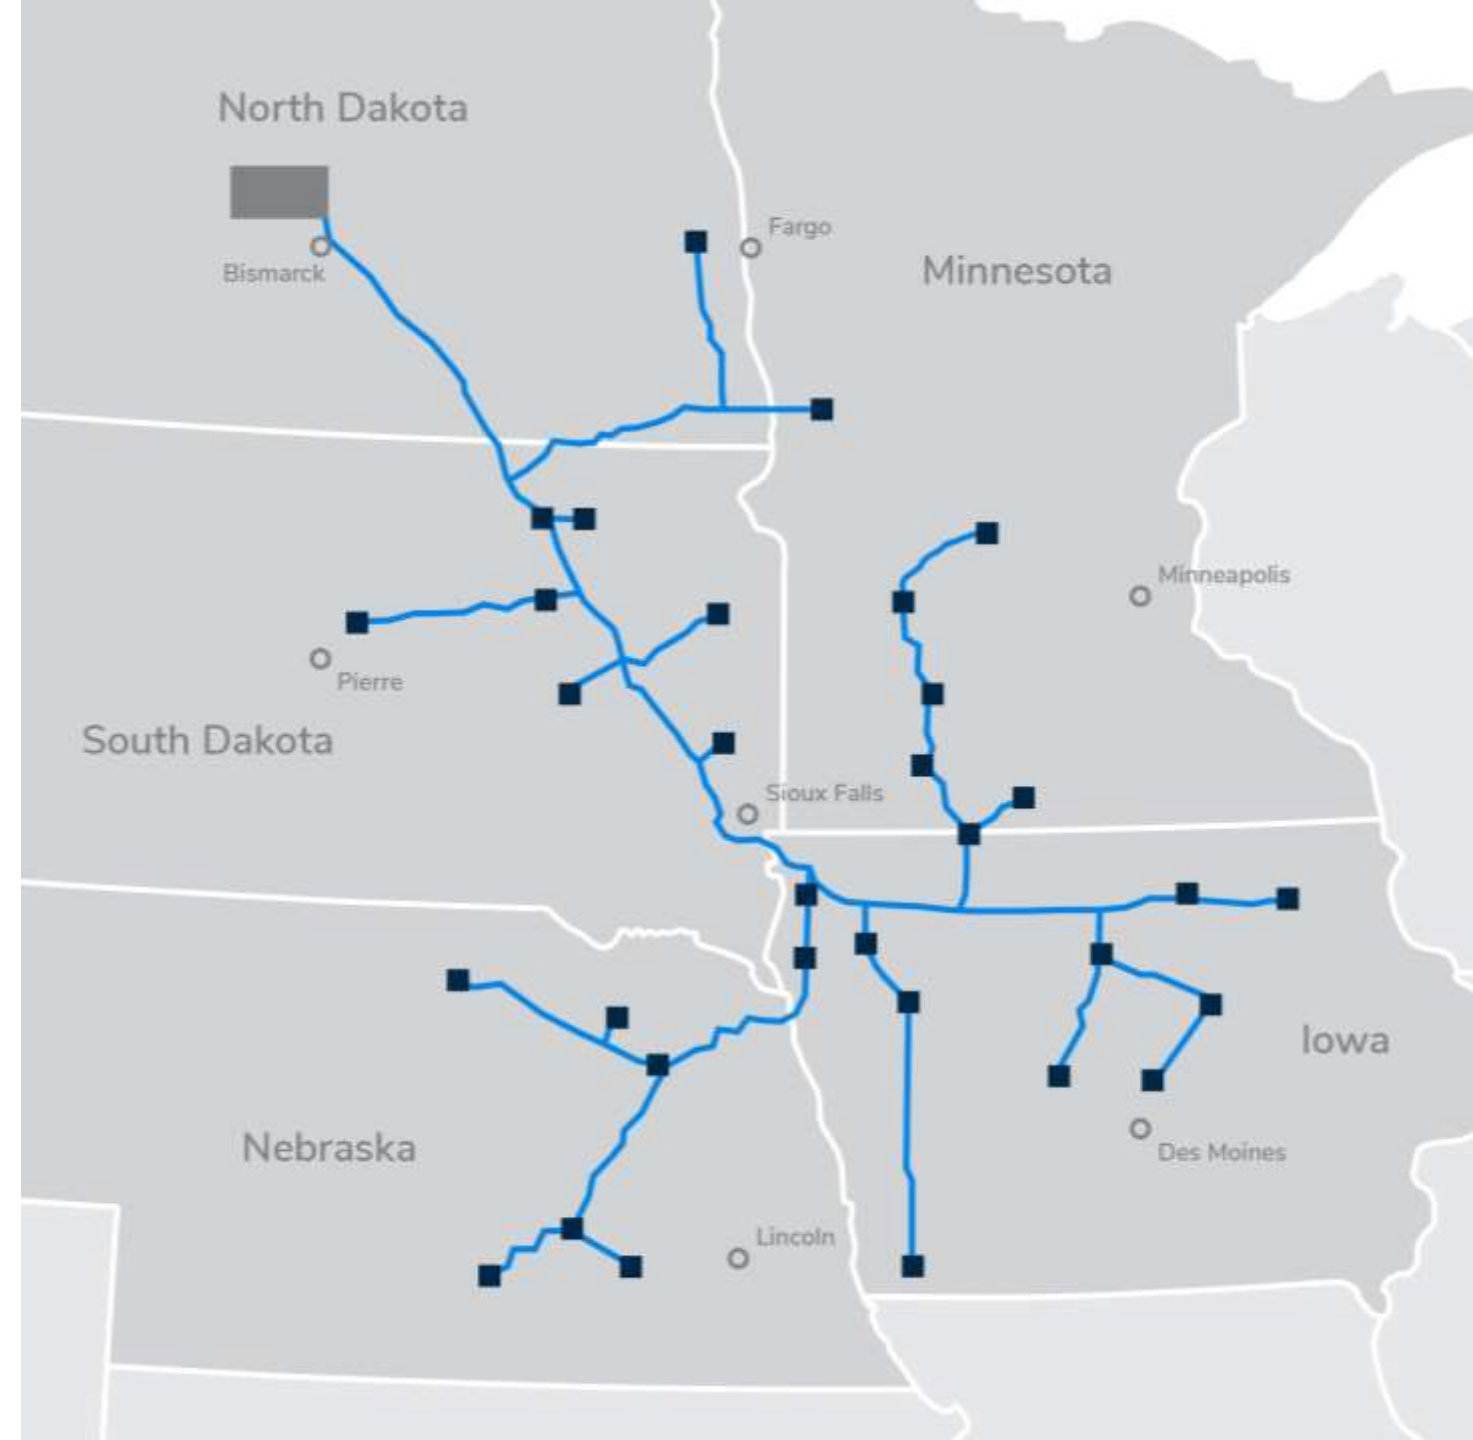 North Dakota
Fargo
Bismarck
Minnesota
Minneapolis
Pierre
South Dakota
Sioux Falls
Iowa
Nebraska
Des Moines
Lincoln